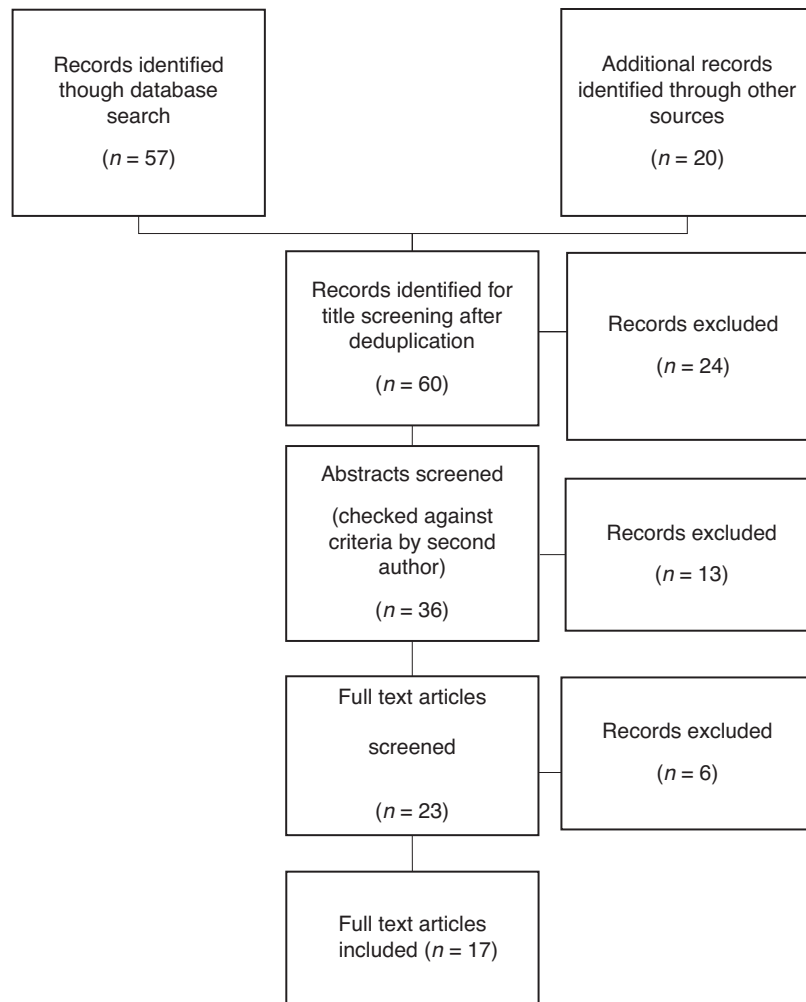 Records identified
though database
search
(n = 57)
Additional records
identified through other
sources
(n = 20)
Records identified for
title screening after
deduplication
(n = 60)
Records excluded
(n = 24)
Abstracts screened
(checked against
criteria by second
author)
(n = 36)
Records excluded
(n = 13)
Full text articles
screened
(n = 23)
Records excluded
(n = 6)
Full text articles
included (n = 17)